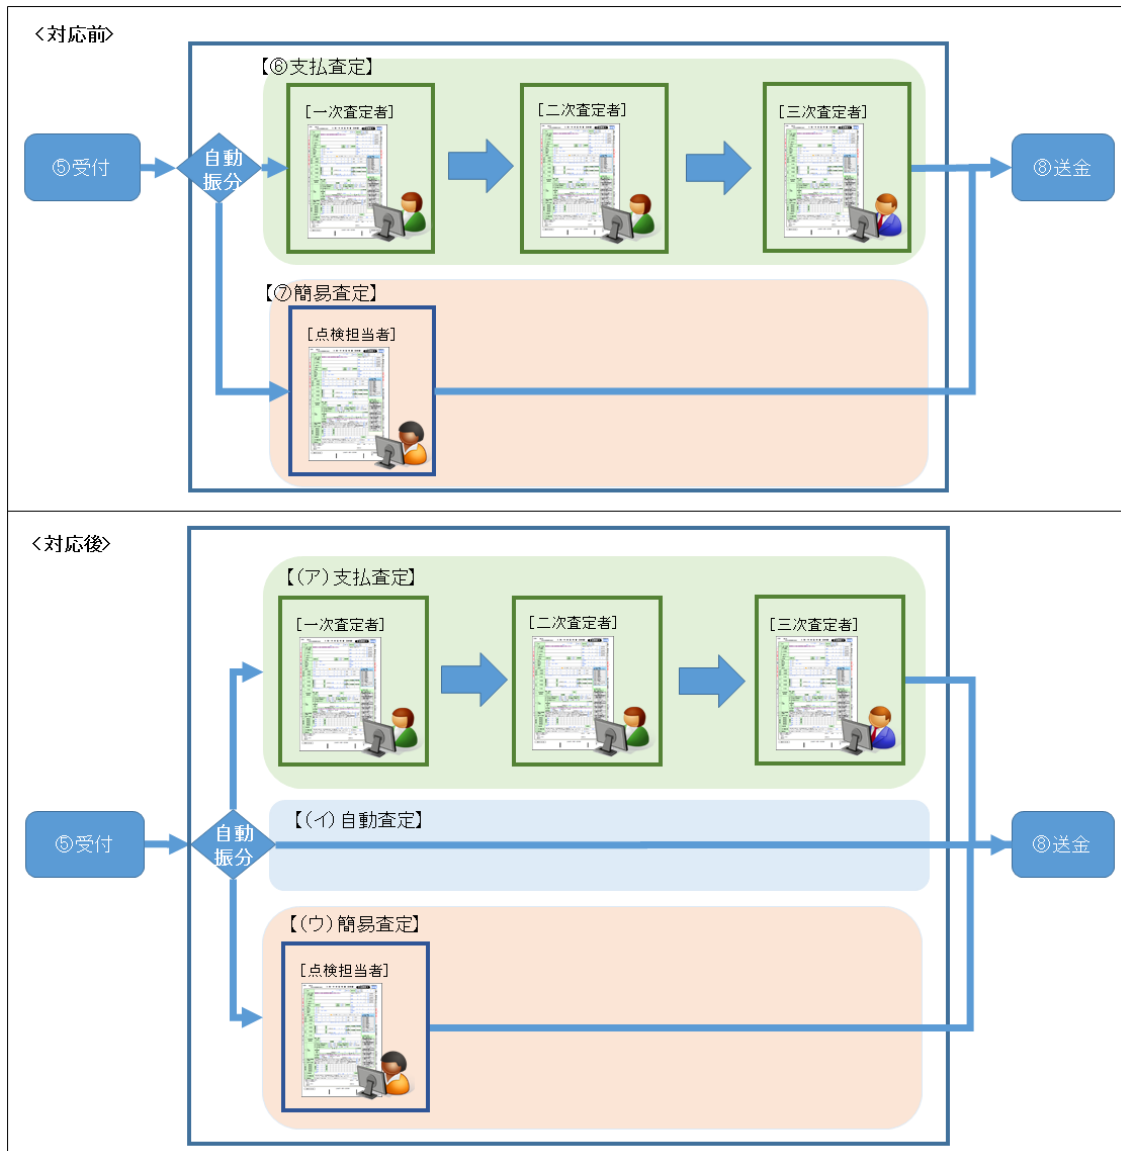 <対応前>
【⑥支払査定】
[一次査定者]
[二次査定者]
[三次査定者]
⑤受付
自動
振分
⑧送金
【⑦簡易査定】
[点検担当者]
<対応後>
【(ア)支払査定】
[一次査定者]
[二次査定者]
[三次査定者]
【(イ)自動査定】
⑤受付
自動
振分
⑧送金
【(ウ)簡易査定】
[点検担当者]